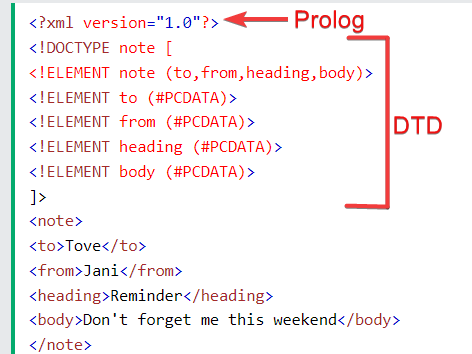 <?xml version="1.0"?> Prolog
<!DOCTYPE note [
<!ELEMENT note (to,from,heading,body)>
<!ELEMENT to (#PCDATA)>
<!ELEMENT from (#PCDATA)>
DTD
<!ELEMENT heading (#PCDATA)>
<!ELEMENT body (#PCDATA)>
]>
<note>
<to>Tove</to>
<from>Jani</from>
<heading>Reminder</heading>
<body>Don't forget me this weekend</body>
</note>